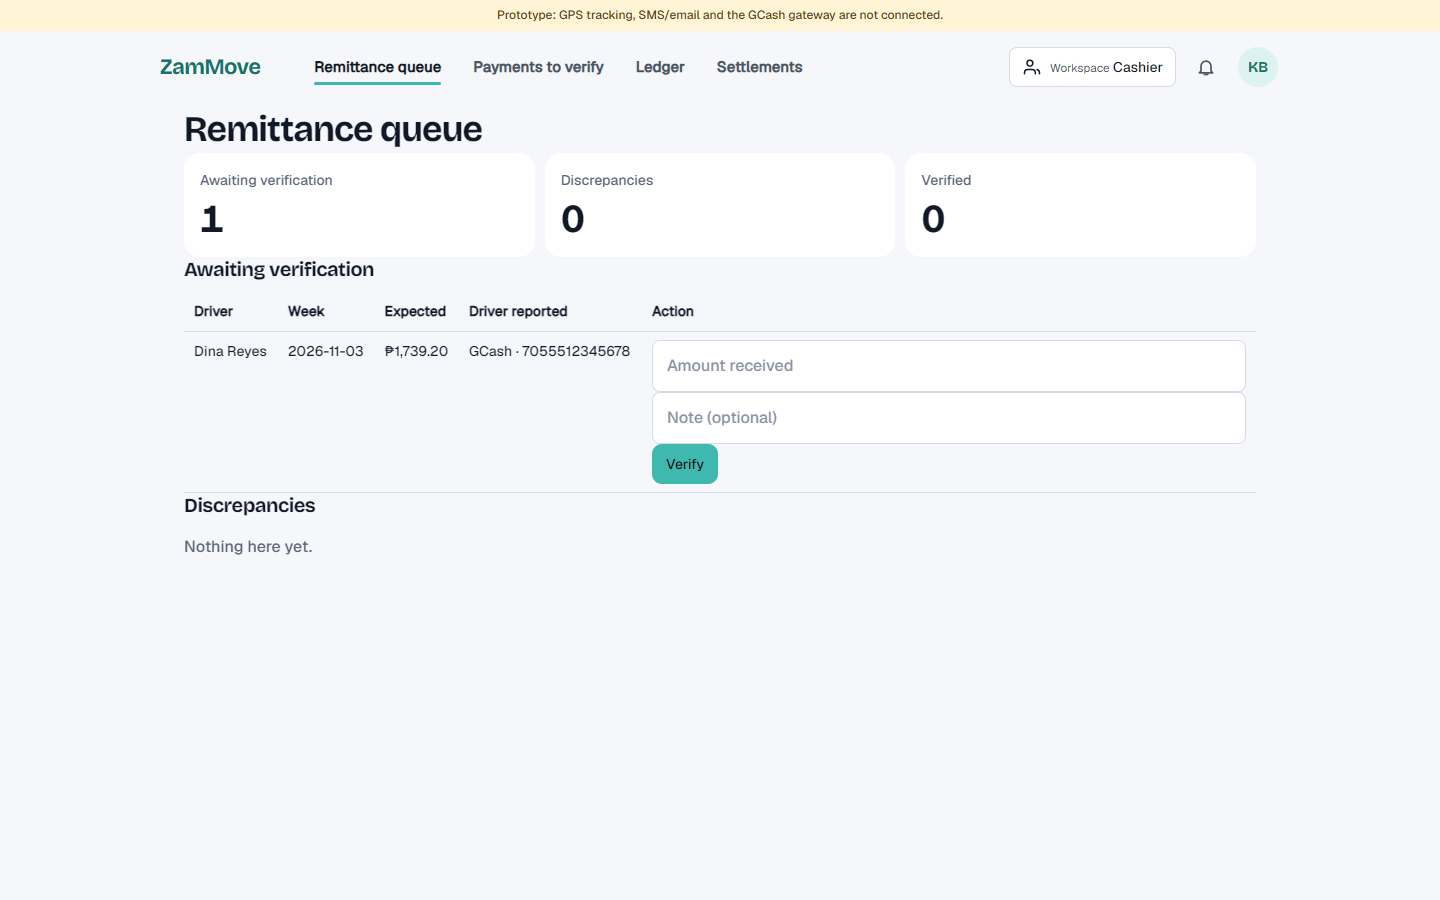 Prototype: GPS tracking, SMS/email and the GCash gateway are not connected.
ZamMove Remittance queue Payments to verify Ledger Settlements Workspace Cashier KB
Remittance queue
Awaiting verification Discrepancies Verified
1 0 0
Awaiting verification
Driver Week Expected Driver reported Action
Dina Reyes 2026-11-03 ₱1,739.20 GCash · 7055512345678 Amount received
Note (optional)
Verify
Discrepancies
Nothing here yet.